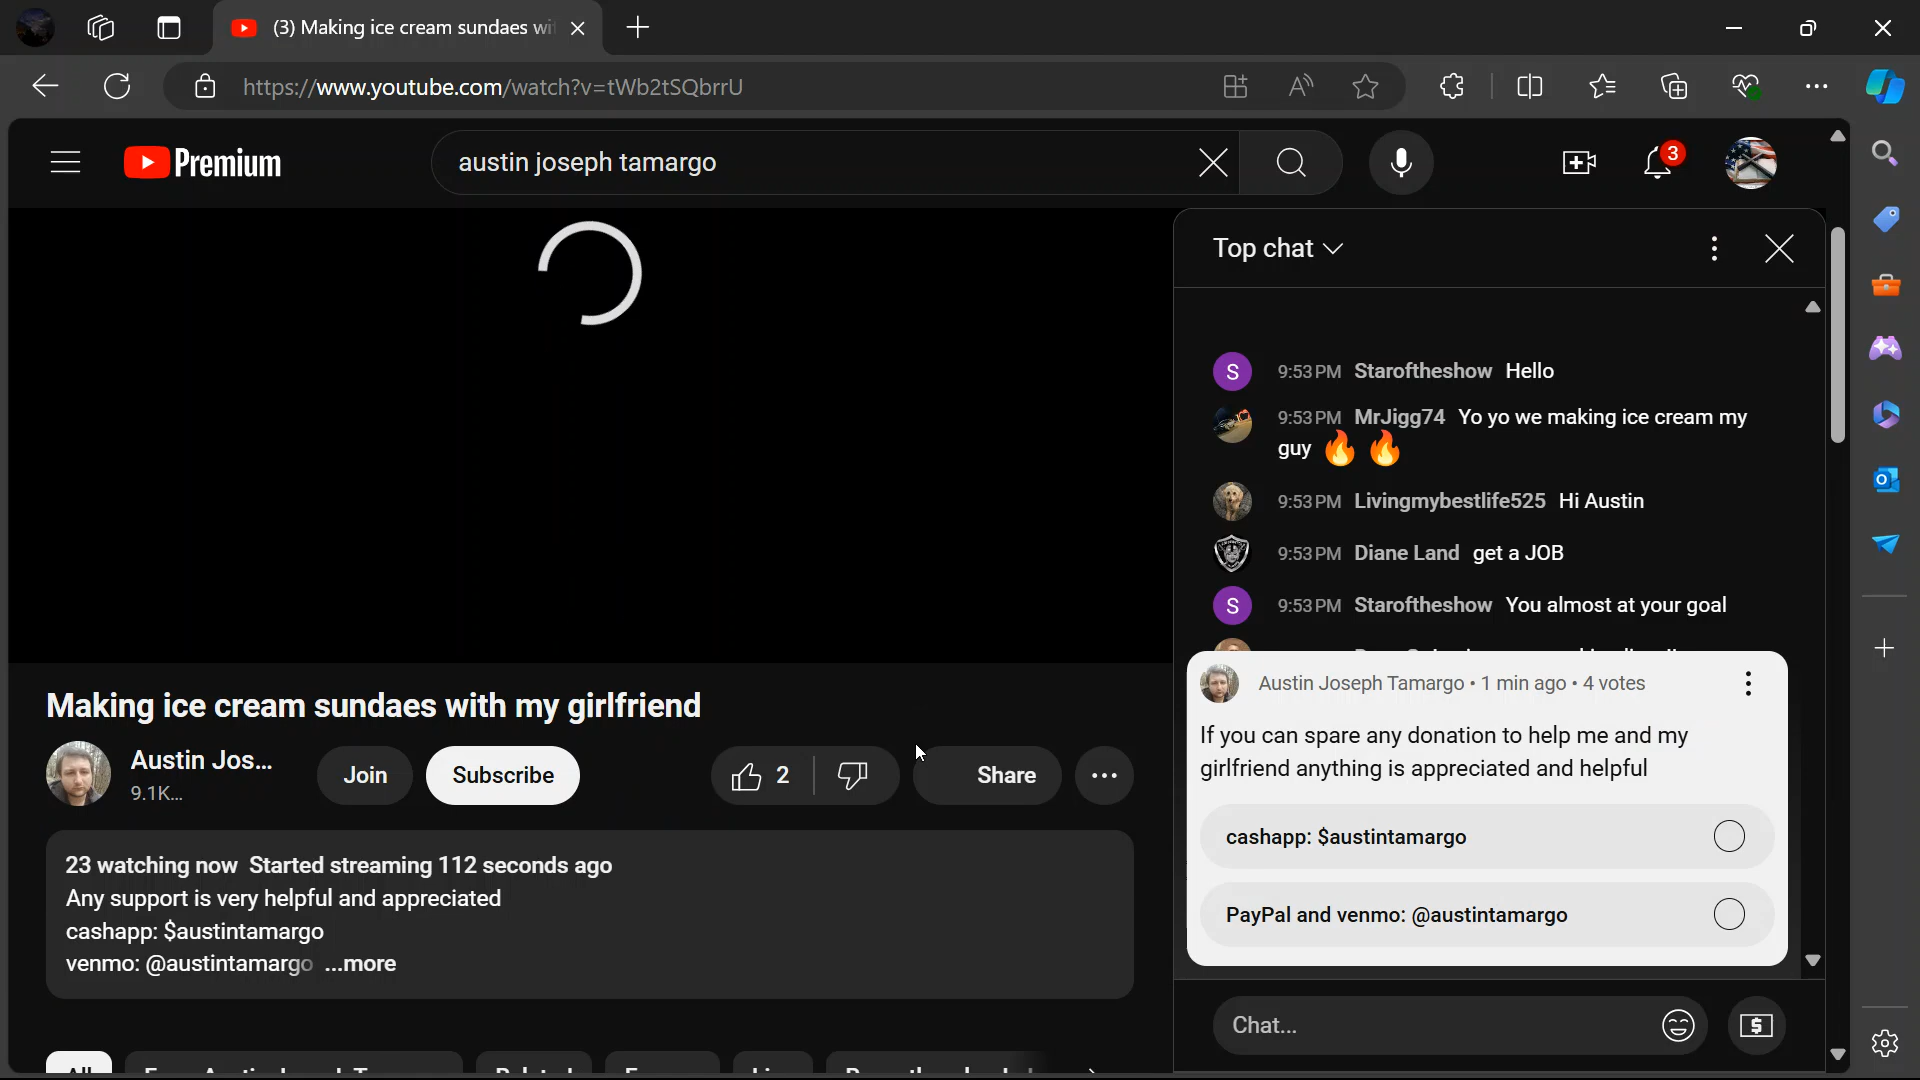 (3) Making ice cream sundaes wi
https://www.youtube.com/watch?v=tWb2tSQbrrU
Premium
austin joseph tamargo
3
Top chat
S 9:53 PM Staroftheshow Hello
9:53 PM MrJigg74 Yo yo we making ice cream my
guy 🔥 🔥
9:53 PM Livingmybestlife525 Hi Austin
9:53 PM Diane Land get a JOB
S 9:53 PM Staroftheshow You almost at your goal
Austin Joseph Tamargo • 1 min ago • 4 votes
If you can spare any donation to help me and my
girlfriend anything is appreciated and helpful
cashapp: $austintamargo
PayPal and venmo: @austintamargo
Chat...
Making ice cream sundaes with my girlfriend
Austin Jos...
9.1K...
Join
Subscribe
2
Share
23 watching now Started streaming 112 seconds ago
Any support is very helpful and appreciated
cashapp: $austintamargo
venmo: @austintamargo ...more